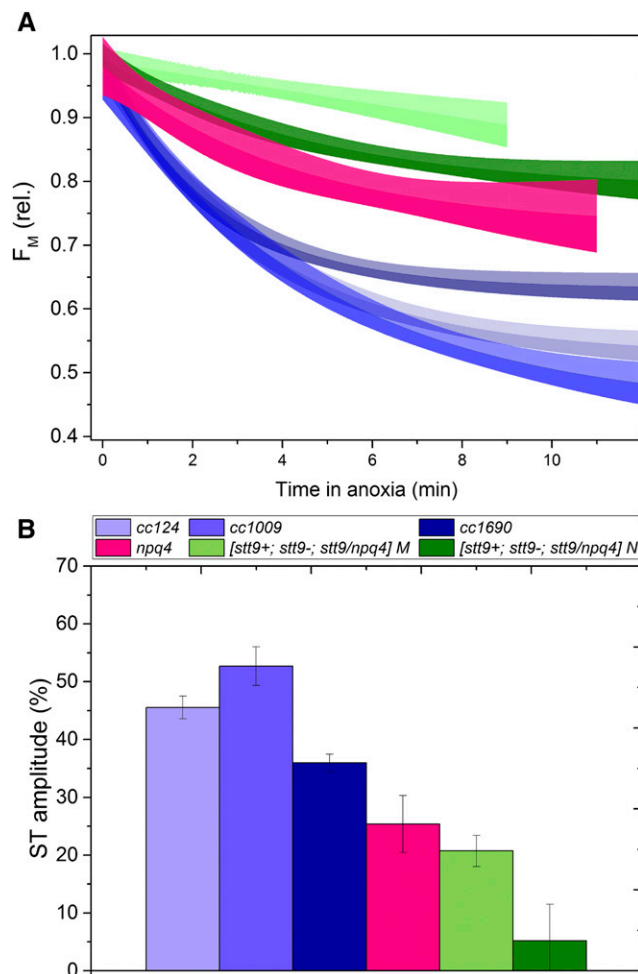 A
1.0
0.9
0.8
0.7
0.6
0.5
0.4
F_M (rel.)
0 2 4 6 8 10
Time in anoxia (min)
B
cc124 cc1009 cc1690
npq4 [stt9+; stt9-; stt9/npq4] M [stt9+; stt9-; stt9/npq4] N
70
60
50
40
30
20
10
0
ST amplitude (%)